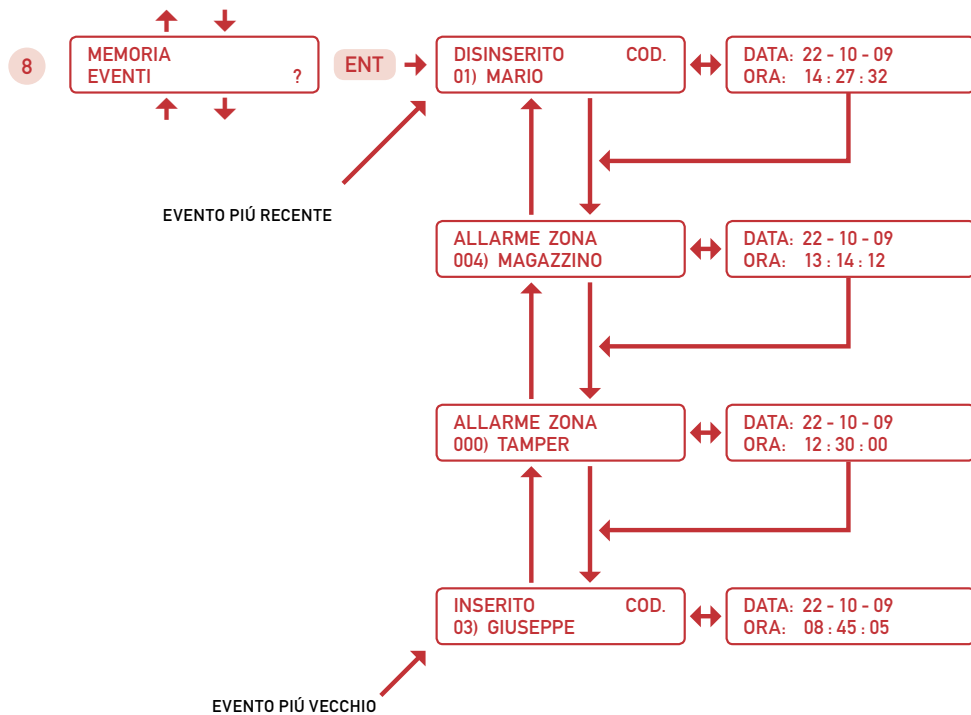 8
MEMORIA
EVENTI ?
ENT
DISINSERITO COD.
01) MARIO
DATA: 22 - 10 - 09
ORA: 14 : 27 : 32
EVENTO PIÚ RECENTE
ALLARME ZONA
004) MAGAZZINO
DATA: 22 - 10 - 09
ORA: 13 : 14 : 12
ALLARME ZONA
000) TAMPER
DATA: 22 - 10 - 09
ORA: 12 : 30 : 00
INSERITO COD.
03) GIUSEPPE
DATA: 22 - 10 - 09
ORA: 08 : 45 : 05
EVENTO PIÚ VECCHIO